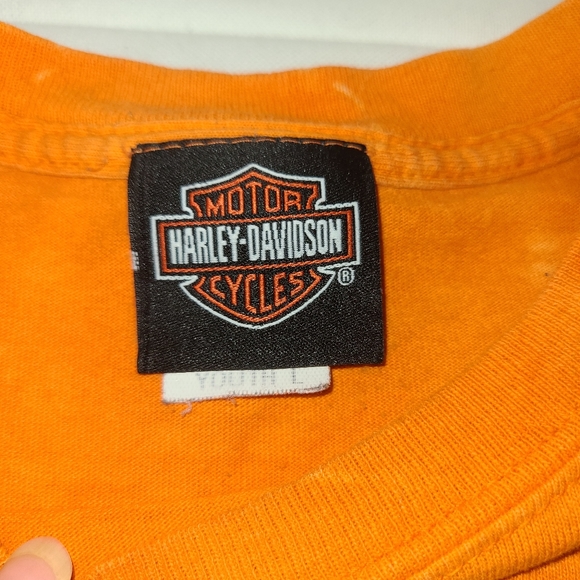 MOTOR
HARLEY-DAVIDSON
CYCLES
®
YOUTH L